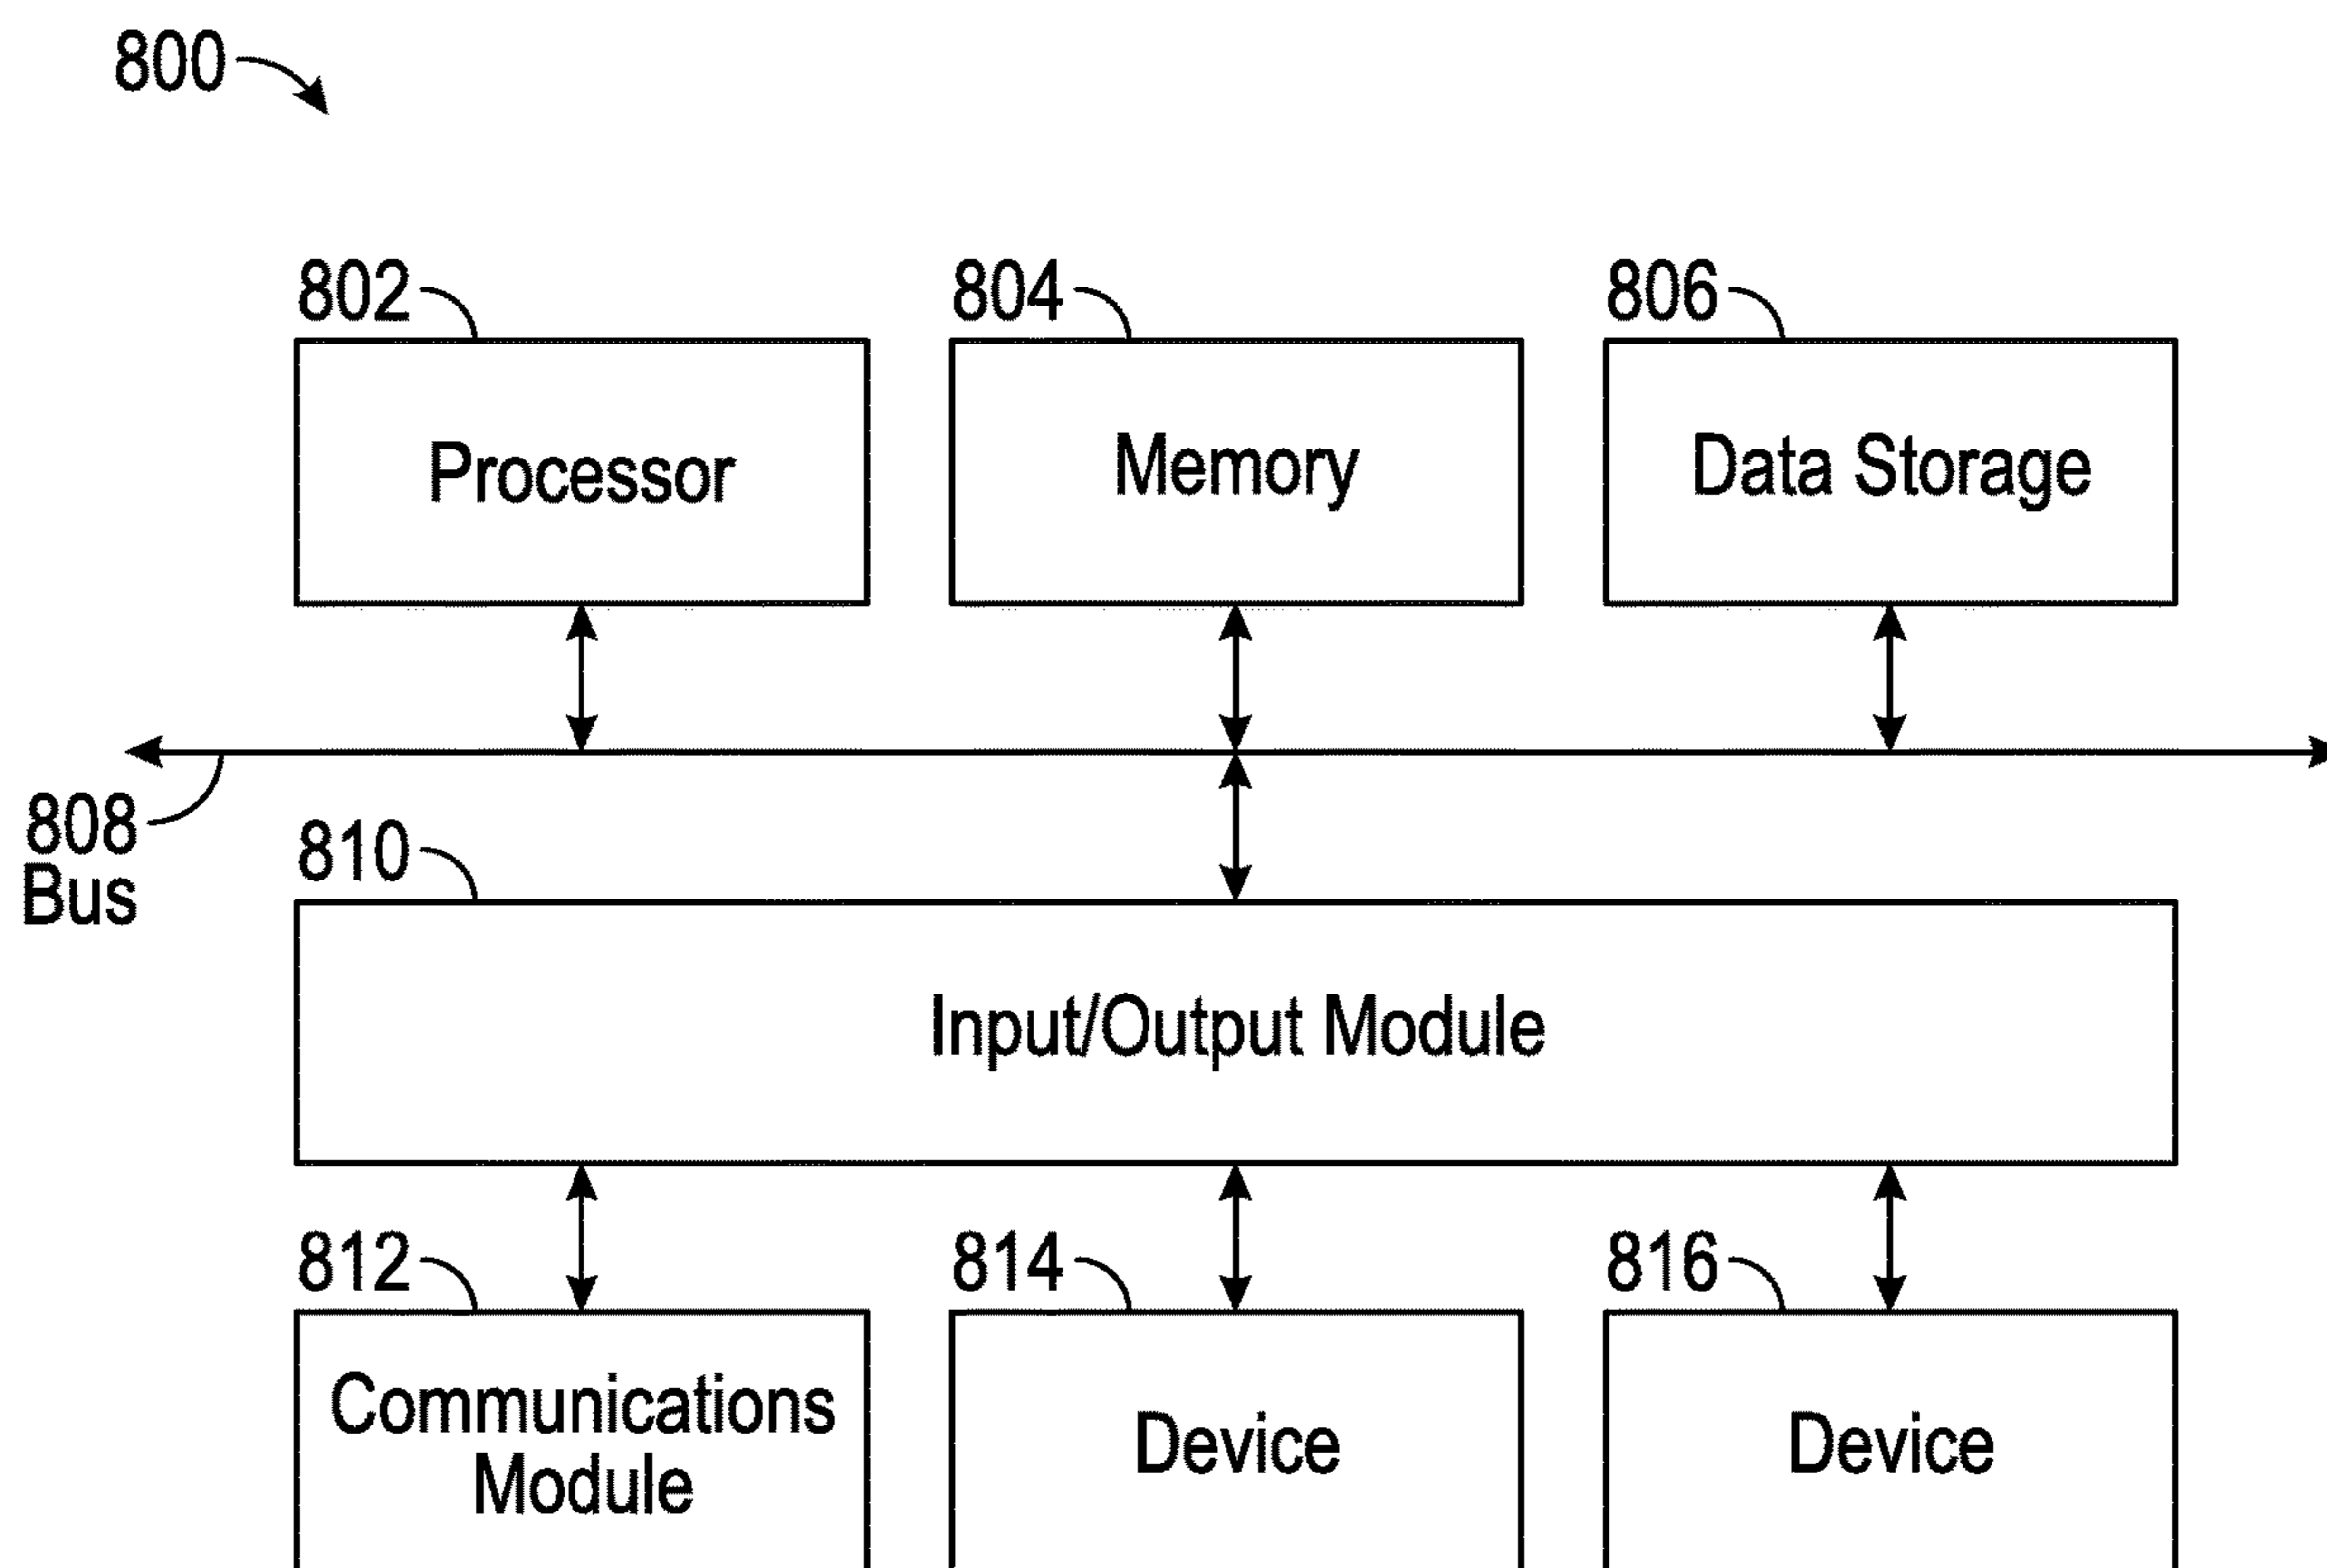 800
802
804
806
Processor
Memory
Data Storage
808
Bus
810
Input/Output Module
812
814
816
Communications
Module
Device
Device